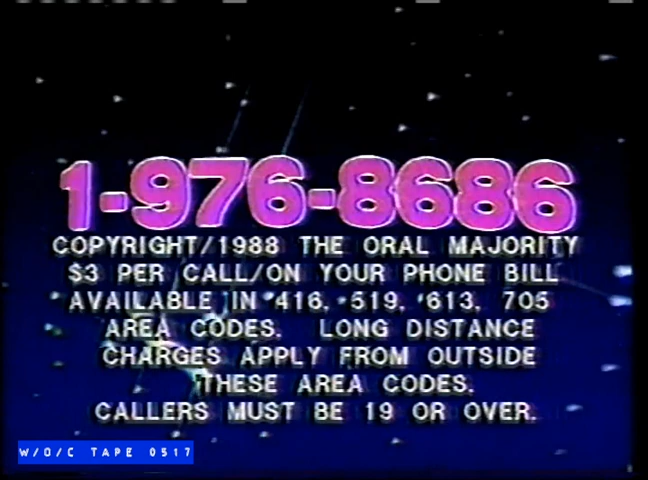 1-976-8686
COPYRIGHT/1988 THE ORAL MAJORITY
$3 PER CALL/ON YOUR PHONE BILL
AVAILABLE IN 416, 519, 613, 705
AREA CODES. LONG DISTANCE
CHARGES APPLY FROM OUTSIDE
THESE AREA CODES.
CALLERS MUST BE 19 OR OVER.
W/O/C TAPE 0517